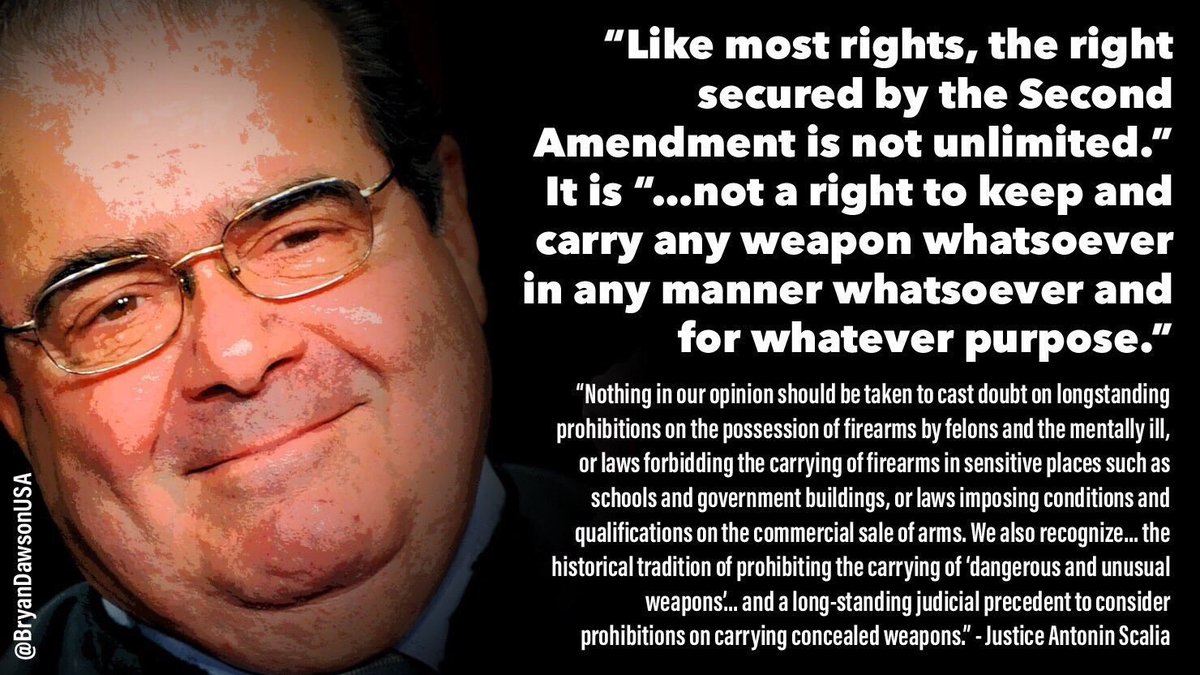 “Like most rights, the right
secured by the Second
Amendment is not unlimited.”
It is “...not a right to keep and
carry any weapon whatsoever
in any manner whatsoever and
for whatever purpose.”
“Nothing in our opinion should be taken to cast doubt on longstanding
prohibitions on the possession of firearms by felons and the mentally ill,
or laws forbidding the carrying of firearms in sensitive places such as
schools and government buildings, or laws imposing conditions and
qualifications on the commercial sale of arms. We also recognize... the
historical tradition of prohibiting the carrying of ‘dangerous and unusual
weapons’... and a long-standing judicial precedent to consider
prohibitions on carrying concealed weapons.” - Justice Antonin Scalia
@BryanDawsonUSA